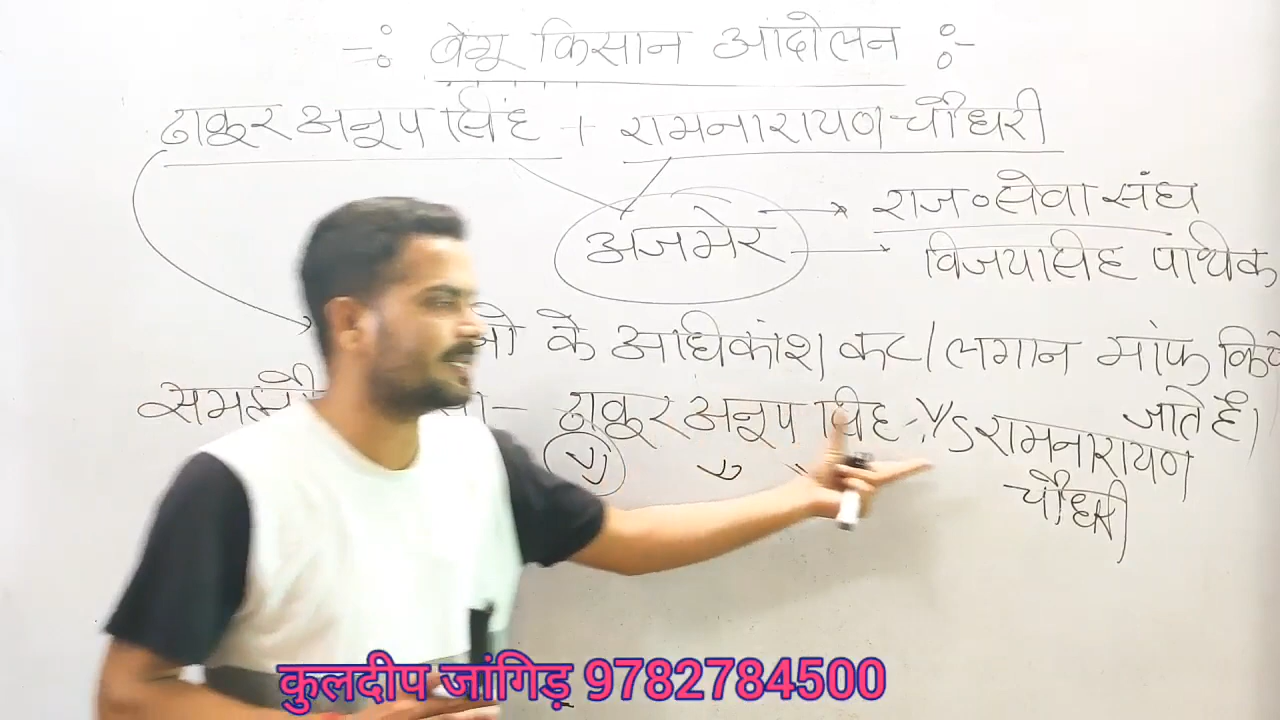 -: बेगू किसान आंदोलन :-
ठाकुर अनूप सिंह + रामनारायण चौधरी
अजमेर → राज॰ सेवा संघ
→ विजयसिंह पथिक
के अधिकांश कर / लगान माफ किये
जाते हैं।
ठाकुर अनूप सिंह V/S रामनारायण
चौधरी
कुलदीप जांगिड़ 9782784500